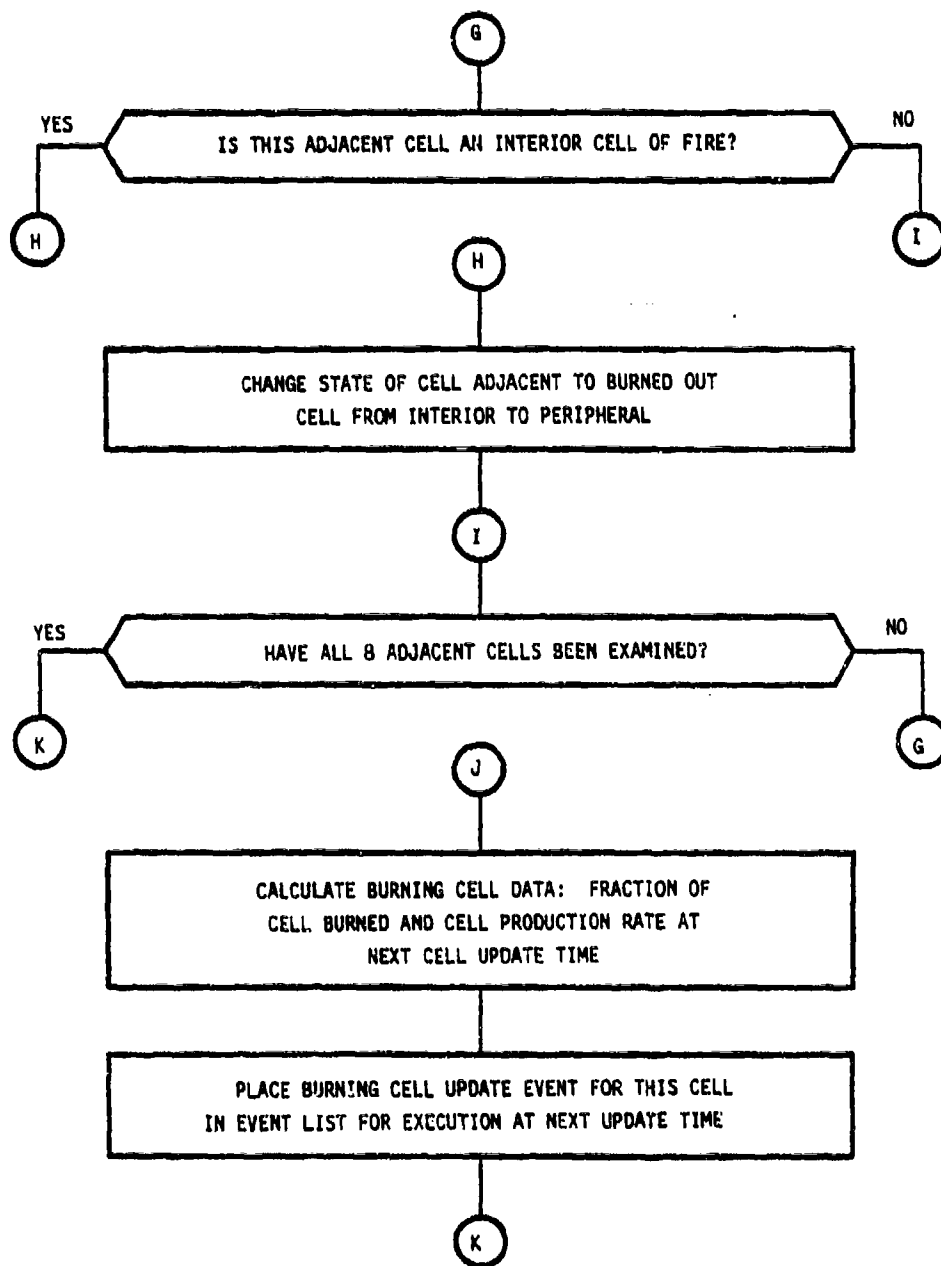 G
YES
NO
IS THIS ADJACENT CELL AN INTERIOR CELL OF FIRE?
H
I
H
CHANGE STATE OF CELL ADJACENT TO BURNED OUT
CELL FROM INTERIOR TO PERIPHERAL
I
YES
NO
HAVE ALL 8 ADJACENT CELLS BEEN EXAMINED?
K
G
J
CALCULATE BURNING CELL DATA: FRACTION OF
CELL BURNED AND CELL PRODUCTION RATE AT
NEXT CELL UPDATE TIME
PLACE BURNING CELL UPDATE EVENT FOR THIS CELL
IN EVENT LIST FOR EXECUTION AT NEXT UPDATE TIME
K